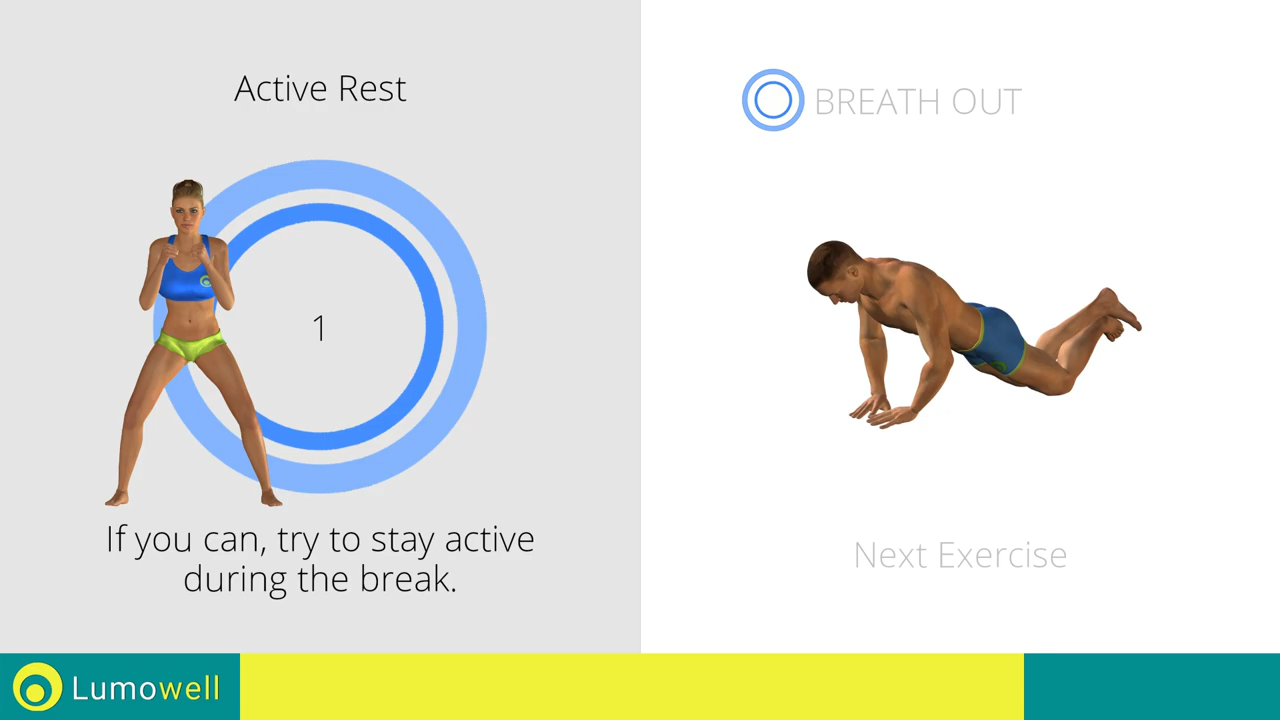 Active Rest
1
If you can, try to stay active
during the break.
BREATH OUT
Next Exercise
Lumowell